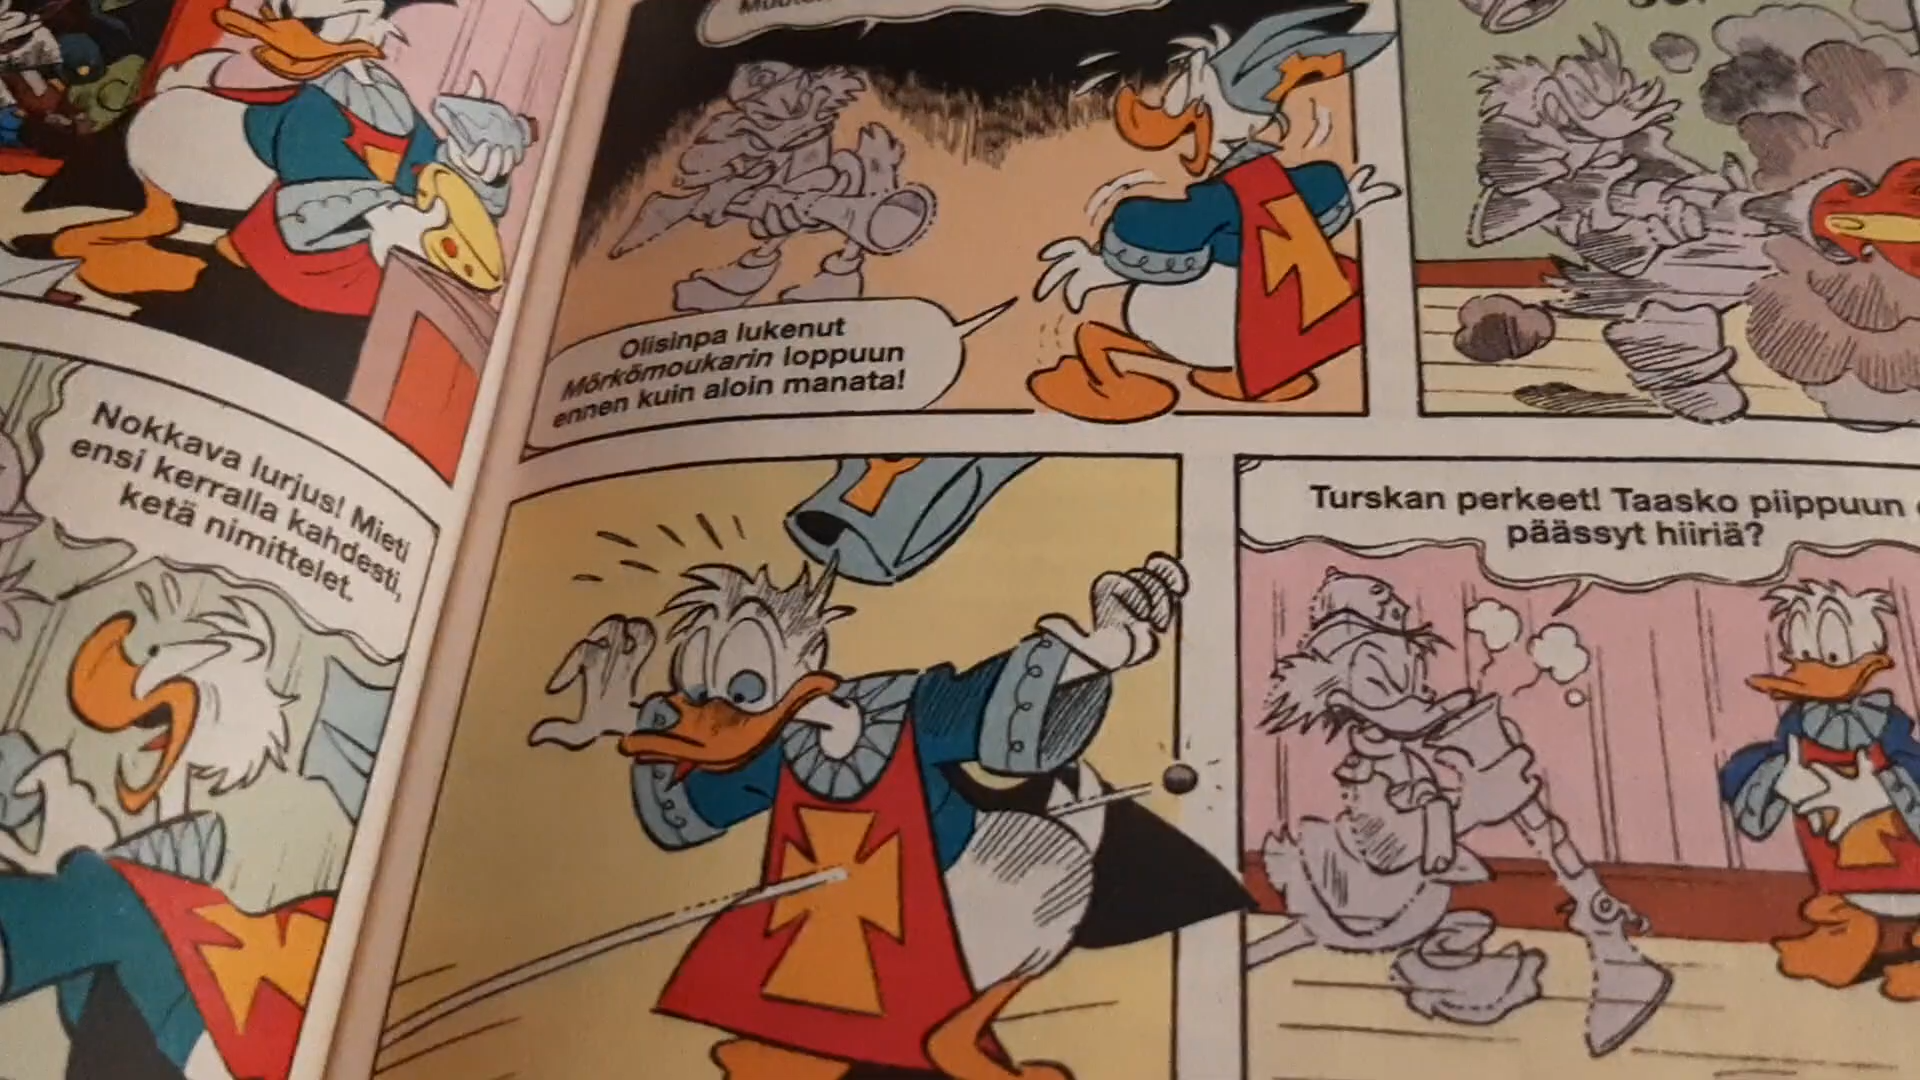 Nokkava lurjus! Mieti
ensi kerralla kahdesti,
ketä nimittelet.
Olisinpa lukenut
Mörkömoukarin loppuun
ennen kuin aloin manata!
Turskan perkeet! Taasko piippuun
päässyt hiiriä?